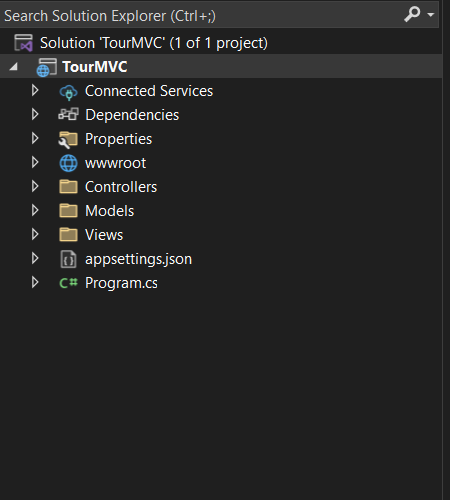 Search Solution Explorer (Ctrl+;)
Solution 'TourMVC' (1 of 1 project)
TourMVC
Connected Services
Dependencies
Properties
wwwroot
Controllers
Models
Views
appsettings.json
C# Program.cs